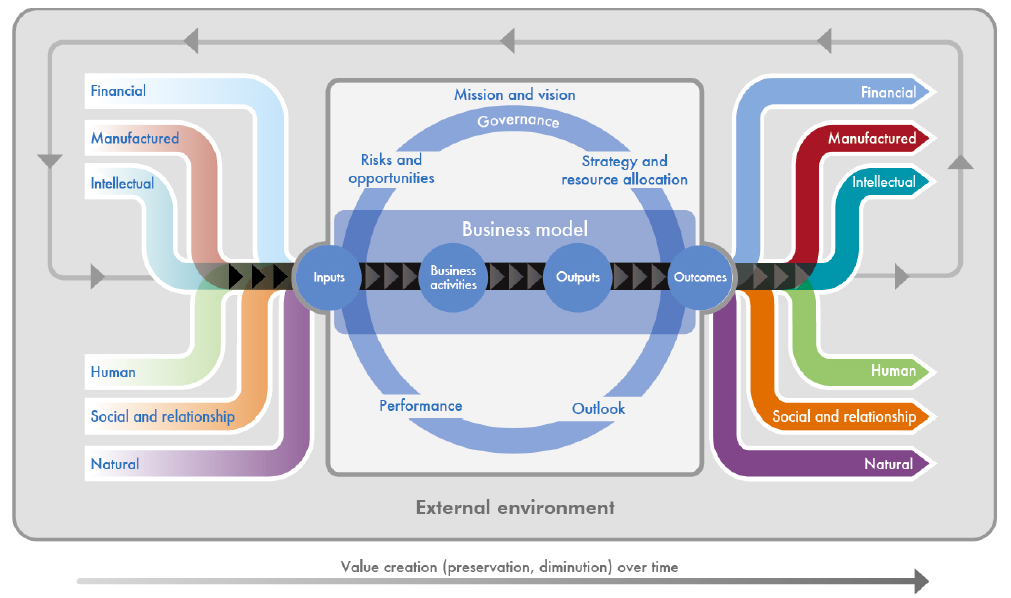 Financial
Manufactured
Intellectual
Human
Social and relationship
Natural
Mission and vision
Governance
Risks and
opportunities
Strategy and
resource allocation
Business model
Inputs
Business
activities
Outputs
Outcomes
Performance
Outlook
Financial
Manufactured
Intellectual
Human
Social and relationship
Natural
External environment
Value creation (preservation, diminution) over time